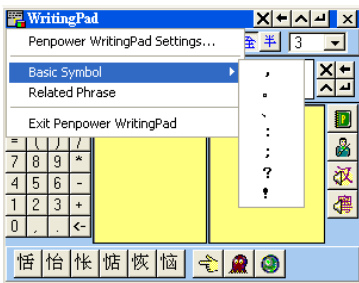 WritingPad
Penpower WritingPad Settings...
全 半 3
Basic Symbol
Related Phrase
Exit Penpower WritingPad
，
。
、
：
；
？
！
= ( ) /
7 8 9 *
4 5 6 -
1 2 3 +
0 , . <-
恬 怡 怅 惦 恢 恼